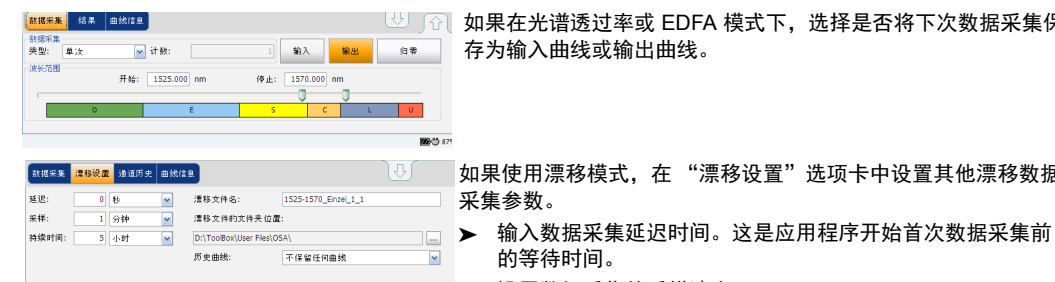 数据采集 结果 曲线信息
数据采集
类型: 单次 计数: 1 输入 输出 归零
波长范围
开始: 1525.000 nm 停止: 1570.000 nm
O E S C L U
87%
如果在光谱透过率或 EDFA 模式下，选择是否将下次数据采集保
存为输入曲线或输出曲线。
数据采集 漂移设置 通道历史 曲线信息
延迟: 0 秒 漂移文件名: 1525-1570_Einzel_1_1
采样: 1 分钟 漂移文件的文件夹位置:
持续时间: 5 小时 D:\ToolBox\User Files\OSA\ ...
历史曲线: 不保留任何曲线
如果使用漂移模式，在 “漂移设置”选项卡中设置其他漂移数据
采集参数。
➤ 输入数据采集延迟时间。这是应用程序开始首次数据采集前
的等待时间。